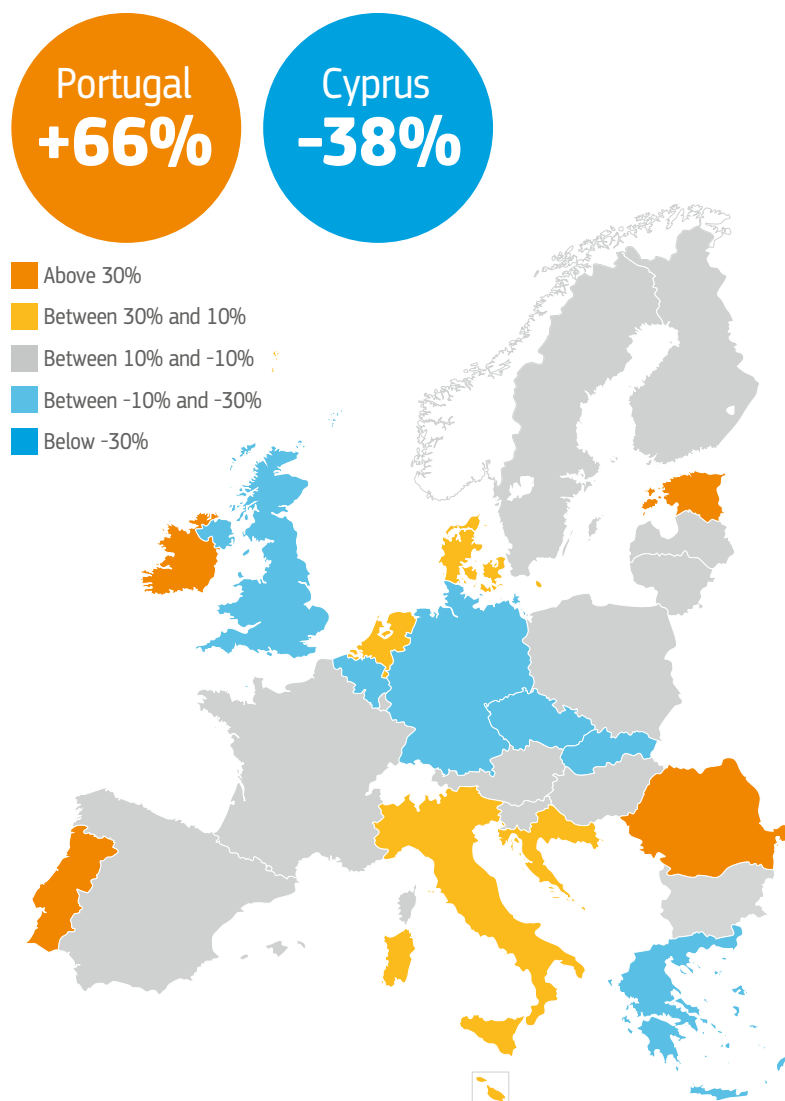 Portugal
+66%
Cyprus
-38%
Above 30%
Between 30% and 10%
Between 10% and -10%
Between -10% and -30%
Below -30%